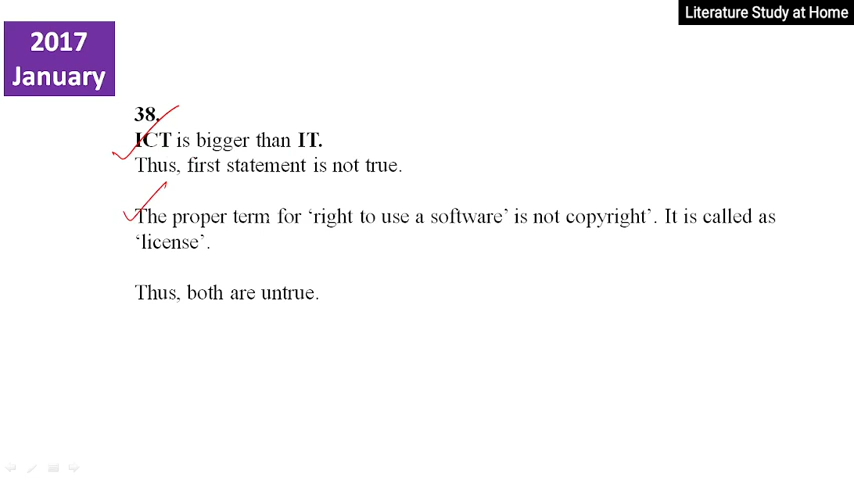 Literature Study at Home
2017
January
38.
ICT is bigger than IT.
Thus, first statement is not true.
The proper term for ‘right to use a software’ is not copyright’. It is called as
‘license’.
Thus, both are untrue.